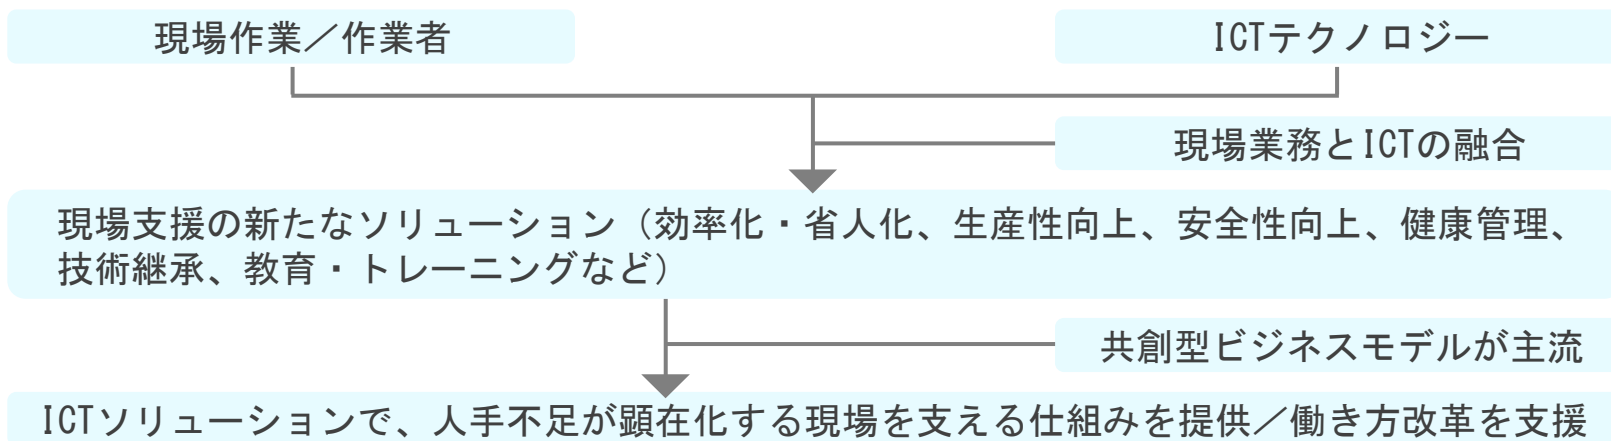 現場作業／作業者
ICTテクノロジー
現場業務とICTの融合
現場支援の新たなソリューション（効率化・省人化、生産性向上、安全性向上、健康管理、
技術継承、教育・トレーニングなど）
共創型ビジネスモデルが主流
ICTソリューションで、人手不足が顕在化する現場を支える仕組みを提供／働き方改革を支援